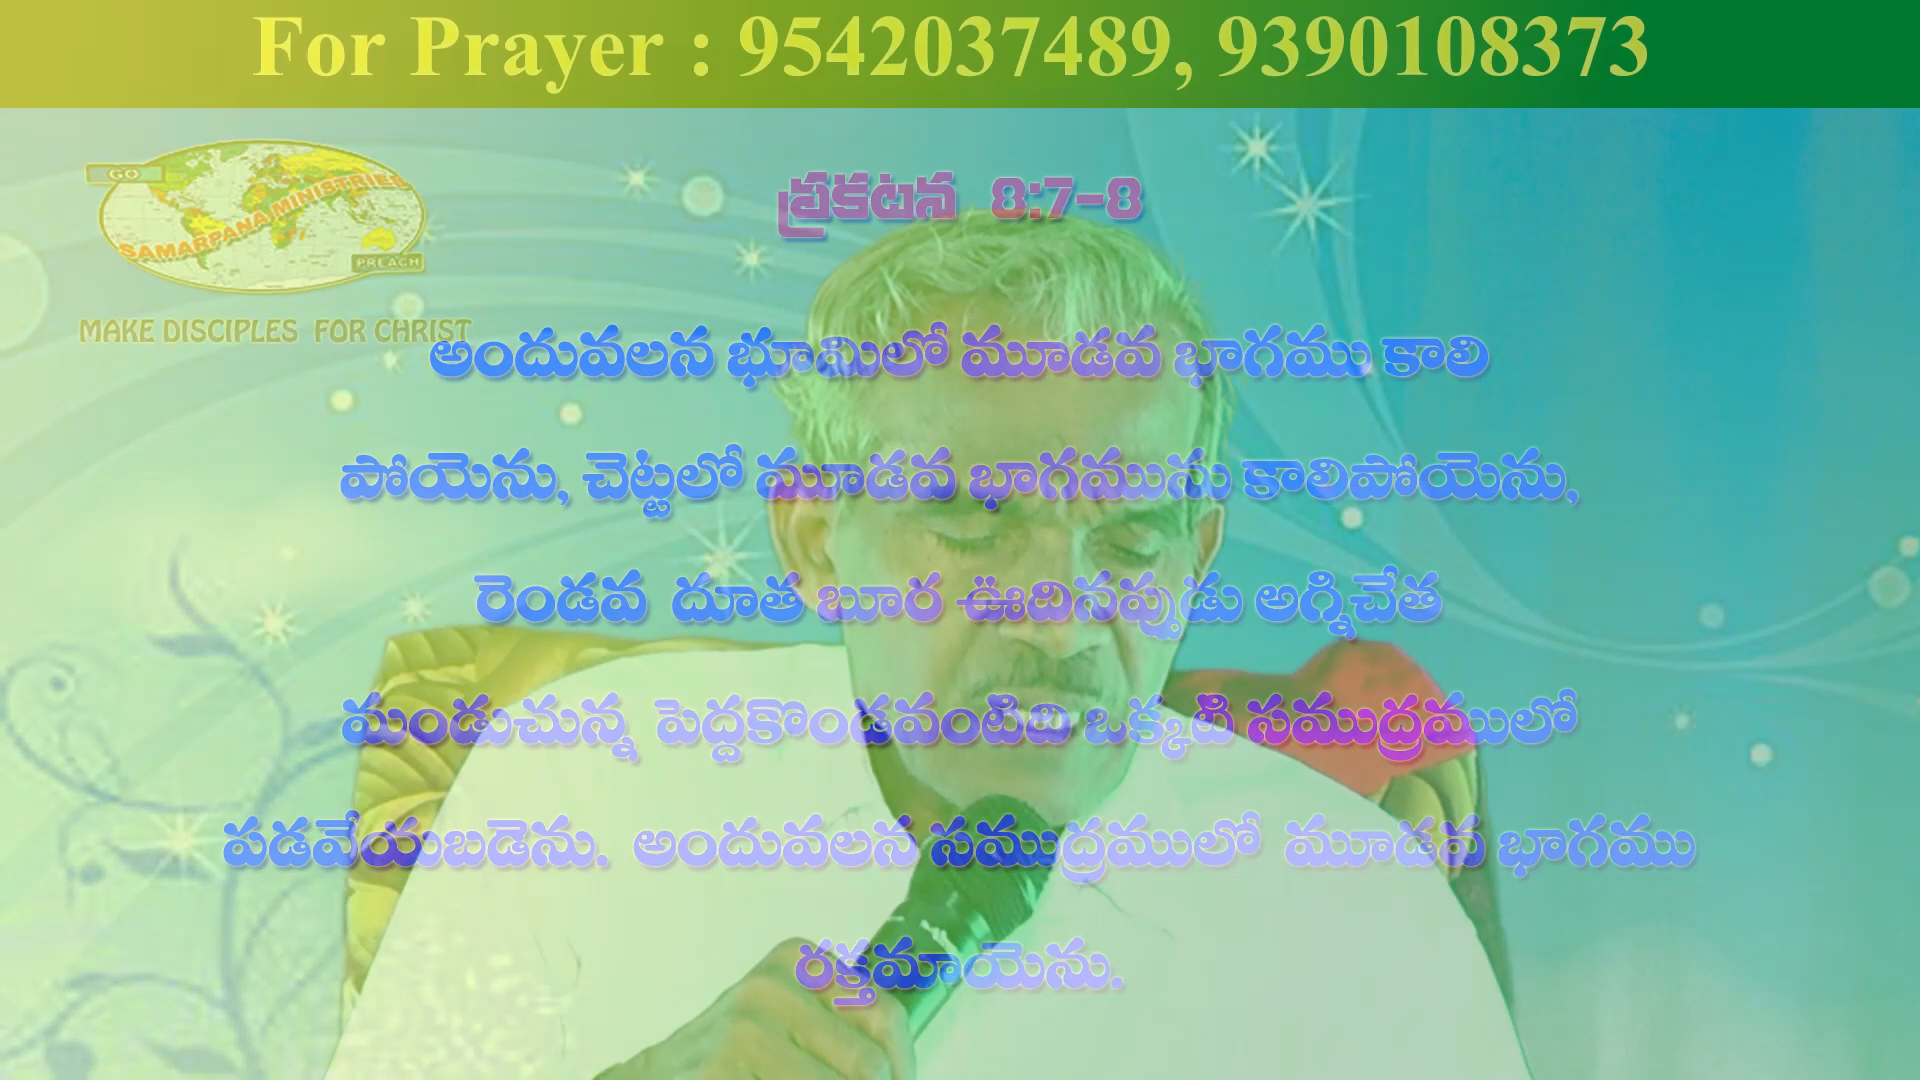 For Prayer : 9542037489, 9390108373
GO
SAMARPANA MINISTRIES
PREACH
MAKE DISCIPLES FOR CHRIST
ప్రకటన 8:7-8
అందువలన భూమిలో మూడవ భాగము కాలి
పోయెను, చెట్టలో మూడవ భాగమును కాలిపోయెను,
రెండవ దూత బూర ఊదినప్పుడు అగ్నిచేత
మండుచున్న పెద్దకొండవంటిది ఒక్కటి సముద్రములో
పడవేయబడెను. అందువలన సముద్రములో మూడవ భాగము
రక్తమాయెను.